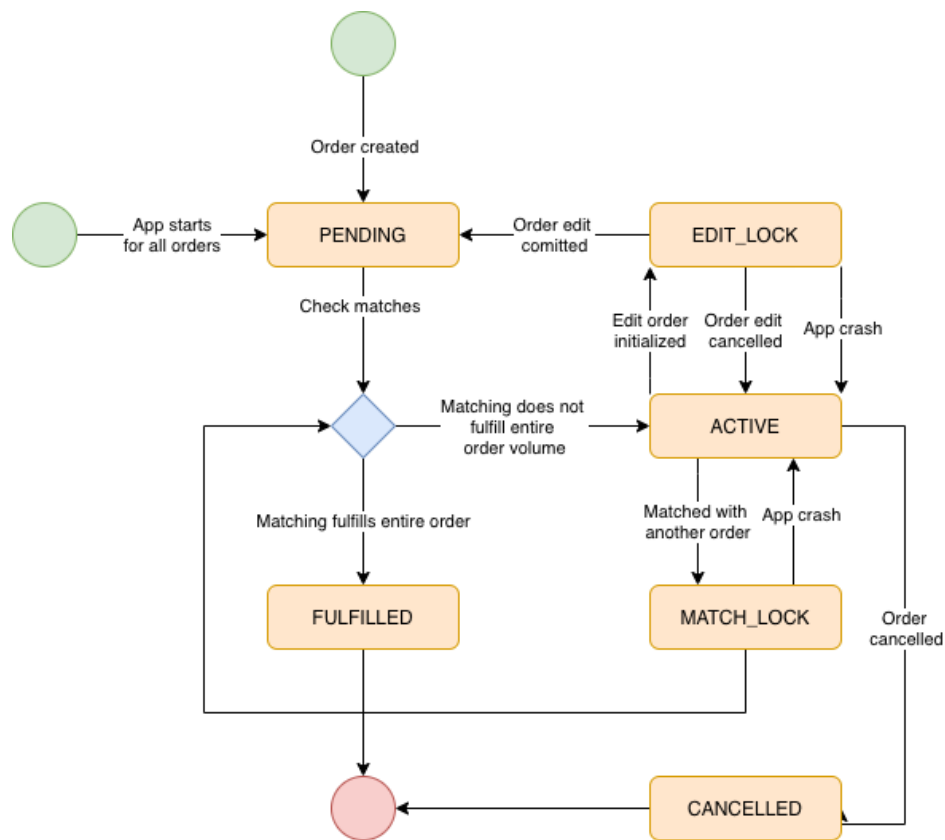 Order created
App starts
for all orders
PENDING
Order edit
comitted
EDIT_LOCK
Check matches
Edit order
initialized
Order edit
cancelled
App crash
Matching does not
fulfill entire
order volume
ACTIVE
Matching fulfills entire order
Matched with
another order
App crash
FULFILLED
MATCH_LOCK
Order
cancelled
CANCELLED